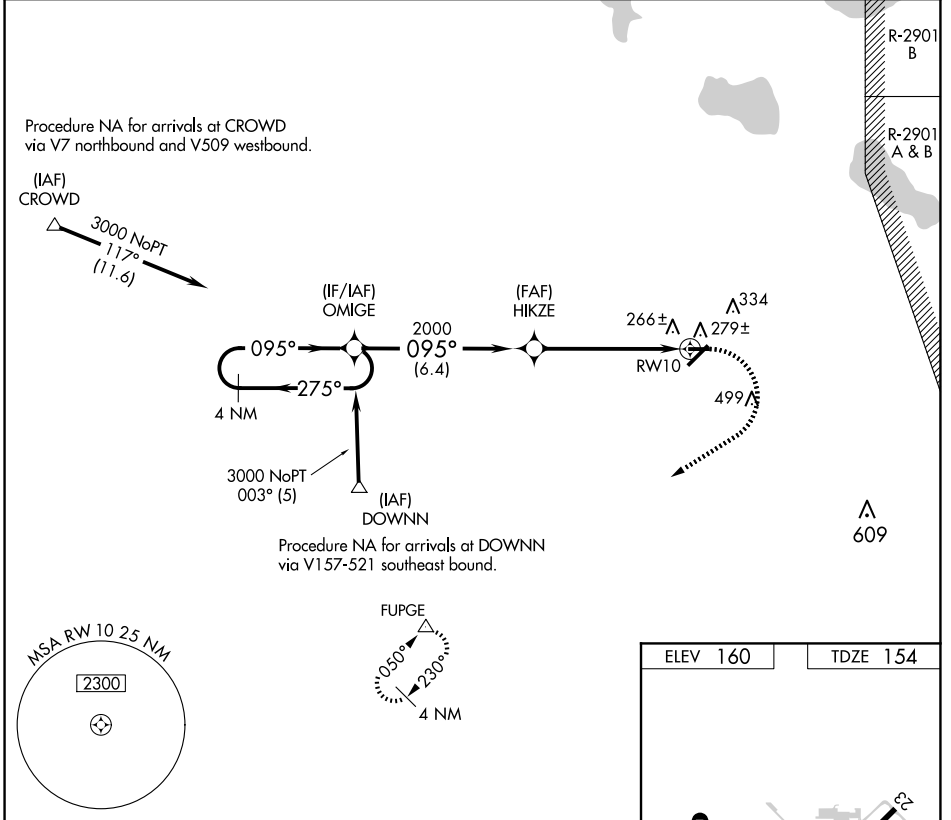 R-2901
B
R-2901
A & B
Procedure NA for arrivals at CROWD
via V7 northbound and V509 westbound.
(IAF)
CROWD
3000 NoPT
117°
(11.6)
(IF/IAF)
OMIGE
(FAF)
HIKZE
334
266±
279±
2000
095°
095°
(6.4)
RW10
275°
4 NM
499
3000 NoPT
003° (5)
(IAF)
DOWNN
609
Procedure NA for arrivals at DOWNN
via V157-521 southeast bound.
FUPGE
050°
230°
4 NM
MSA RW 10 25 NM
2300
ELEV 160
TDZE 154
23